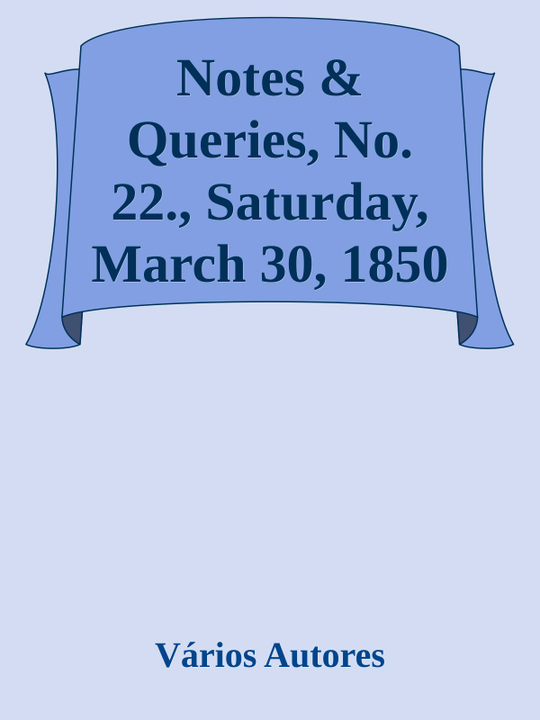 Notes &
Queries, No.
22., Saturday,
March 30, 1850
Vários Autores